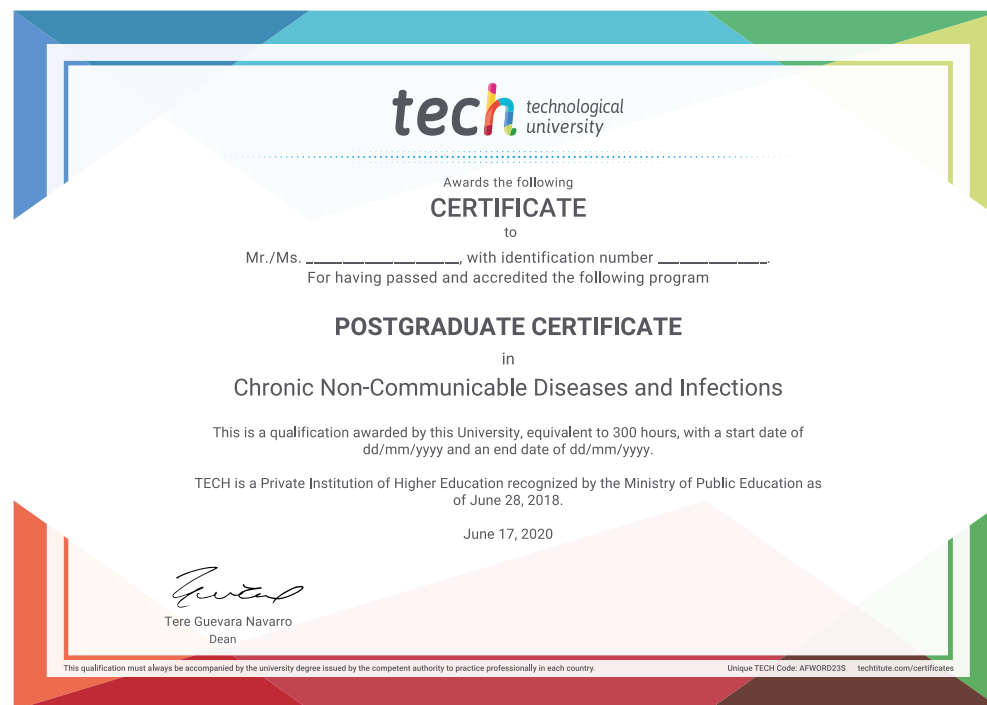 tech technological
university
Awards the following
CERTIFICATE
to
Mr./Ms. ____________________, with identification number ______________.
For having passed and accredited the following program
POSTGRADUATE CERTIFICATE
in
Chronic Non-Communicable Diseases and Infections
This is a qualification awarded by this University, equivalent to 300 hours, with a start date of
dd/mm/yyyy and an end date of dd/mm/yyyy.
TECH is a Private Institution of Higher Education recognized by the Ministry of Public Education as
of June 28, 2018.
June 17, 2020
Tere Guevara Navarro
Dean
This qualification must always be accompanied by the university degree issued by the competent authority to practice professionally in each country.
Unique TECH Code: AFWORD23S techtitute.com/certificates